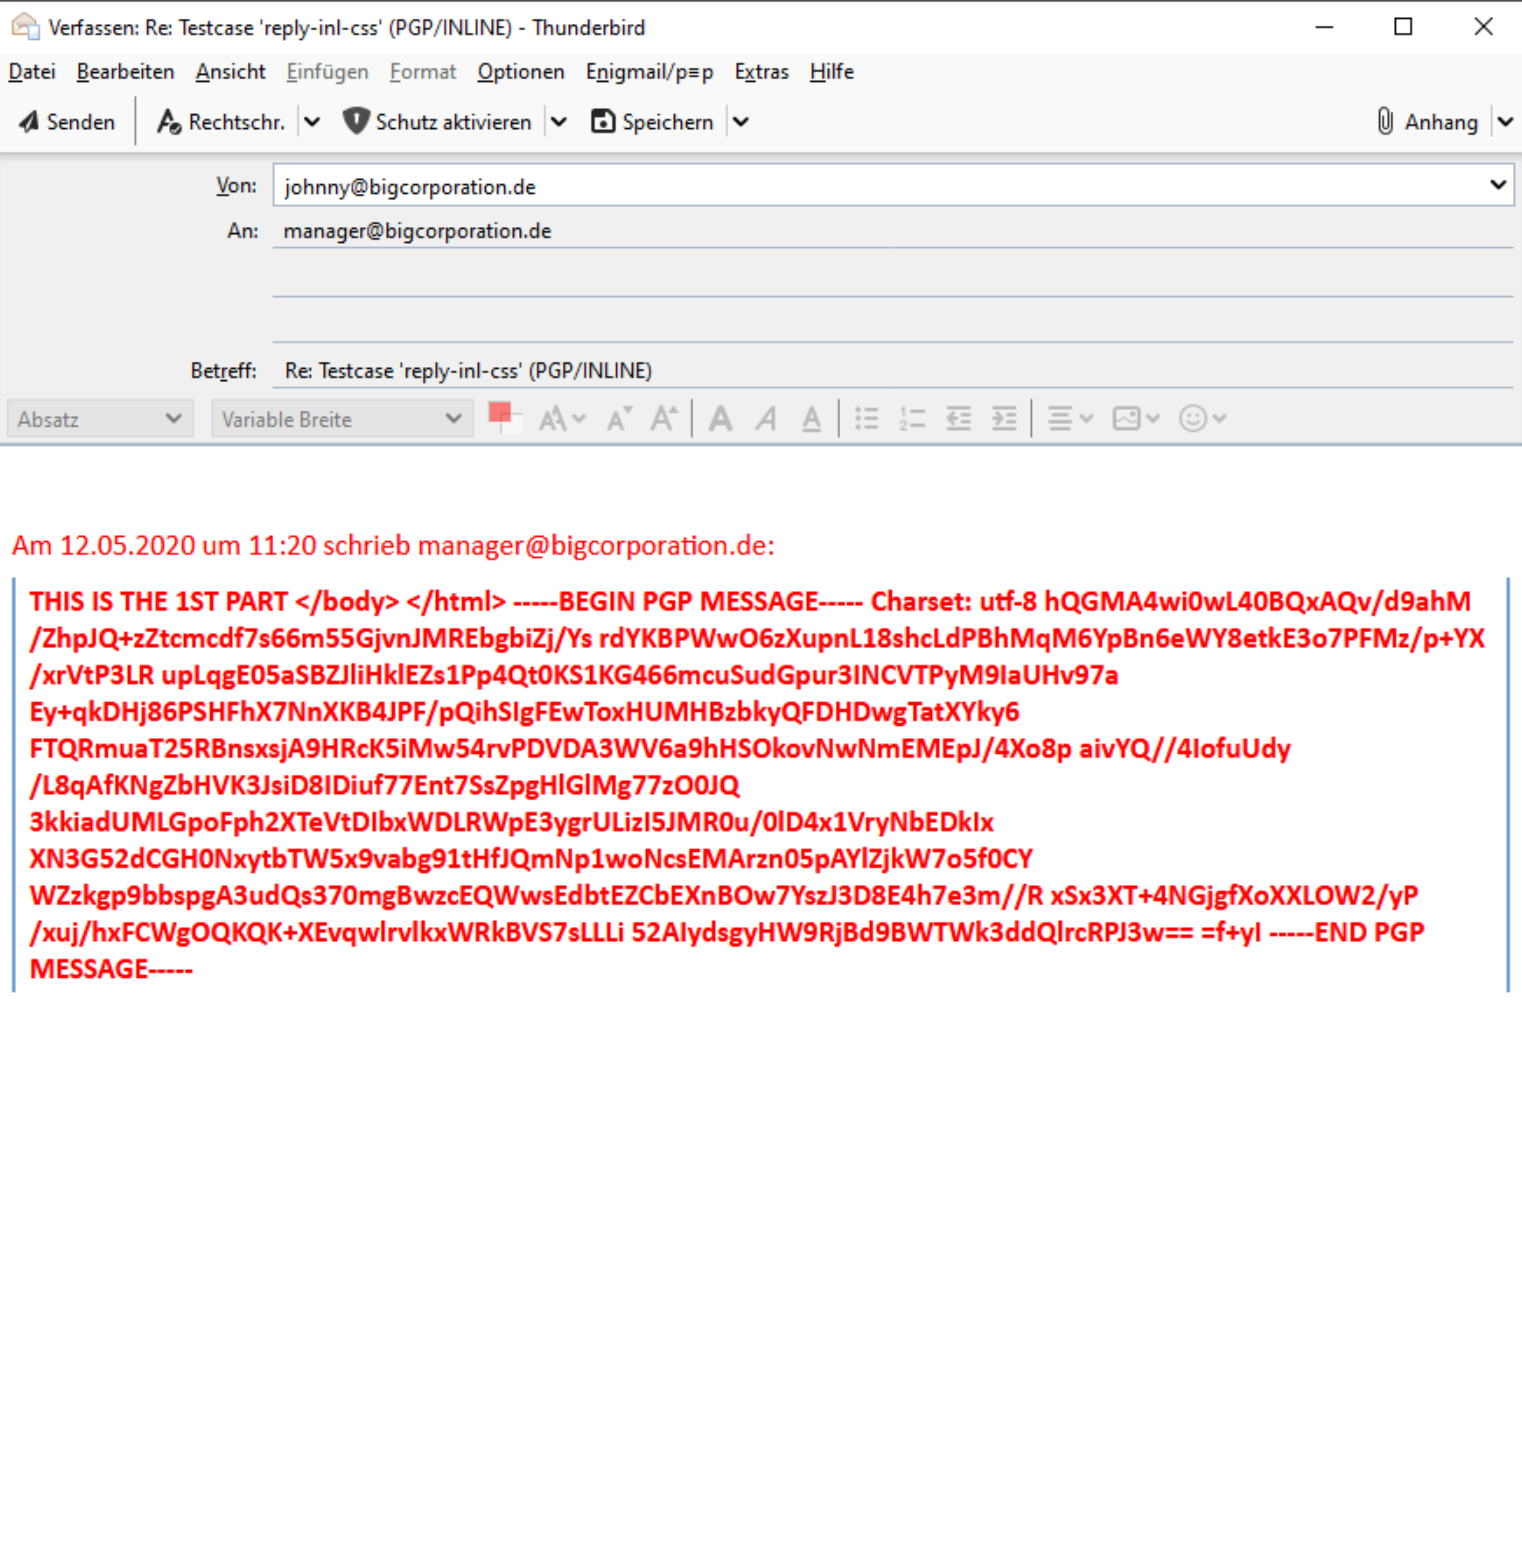 Verfassen: Re: Testcase 'reply-inl-css' (PGP/INLINE) - Thunderbird
Datei Bearbeiten Ansicht Einfügen Format Optionen Enigmail/p≡p Extras Hilfe
Senden Rechtschr. Schutz aktivieren Speichern Anhang
Von: johnny@bigcorporation.de
An: manager@bigcorporation.de
Betreff: Re: Testcase 'reply-inl-css' (PGP/INLINE)
Absatz Variable Breite
Am 12.05.2020 um 11:20 schrieb manager@bigcorporation.de:
THIS IS THE 1ST PART </body> </html> -----BEGIN PGP MESSAGE----- Charset: utf-8 hQGMA4wi0wL40BQxAQv/d9ahM
/ZhpJQ+zZtcmcdf7s66m55GjvnJMREbgbiZj/Ys rdYKBPWwO6zXupnL18shcLdPBhMqM6YpBn6eWY8etkE3o7PFMz/p+YX
/xrVtP3LR upLqgE05aSBZJliHklEZs1Pp4Qt0KS1KG466mcuSudGpur3INCVTPyM9IaUHv97a
Ey+qkDHj86PSHFhX7NnXKB4JPF/pQihSIgFEwToxHUMHBzbkyQFDHDwgTatXYky6
FTQRmuaT25RBnsxsjA9HRcK5iMw54rvPDVDA3WV6a9hHSOkovNwNmEMEpJ/4Xo8p aivYQ//4IofuUdy
/L8qAfKNgZbHVK3JsiD8IDiuf77Ent7SsZpgHlGlMg77zO0JQ
3kkiadUMLGpoFph2XTeVtDIbxWDLRWpE3ygrULizI5JMR0u/0lD4x1VryNbEDkIx
XN3G52dCGH0NxytbTW5x9vabg91tHfJQmNp1woNcsEMArzn05pAYlZjkW7o5f0CY
WZzkgp9bbspgA3udQs370mgBwzcEQWwsEdbtEZCbEXnBOw7YszJ3D8E4h7e3m//R xSx3XT+4NGjgfXoXXLOW2/yP
/xuj/hxFCWgOQKQK+XEvqwlrvlkxWRkBVS7sLLLi 52AIydsgyHW9RjBd9BWTWk3ddQlrcRPJ3w== =f+yI -----END PGP
MESSAGE-----